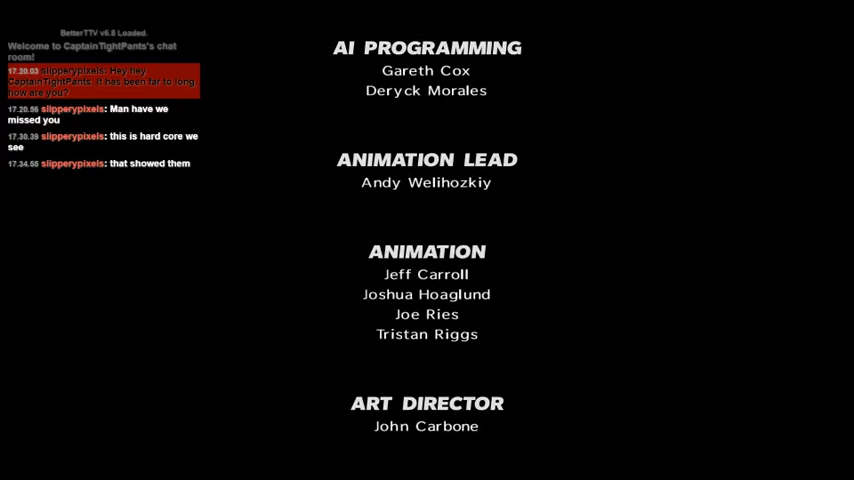 BetterTTV v6.8 Loaded.
Welcome to CaptainTightPants's chat
room!
17.20.03 slipperypixels: Hey hey
CaptainTightPants. it has been far to long.
how are you?
17.20.56 slipperypixels: Man have we
missed you
17.30.39 slipperypixels: this is hard core we
see
17.34.55 slipperypixels: that showed them
AI PROGRAMMING
Gareth Cox
Deryck Morales
ANIMATION LEAD
Andy Welihozkiy
ANIMATION
Jeff Carroll
Joshua Hoaglund
Joe Ries
Tristan Riggs
ART DIRECTOR
John Carbone